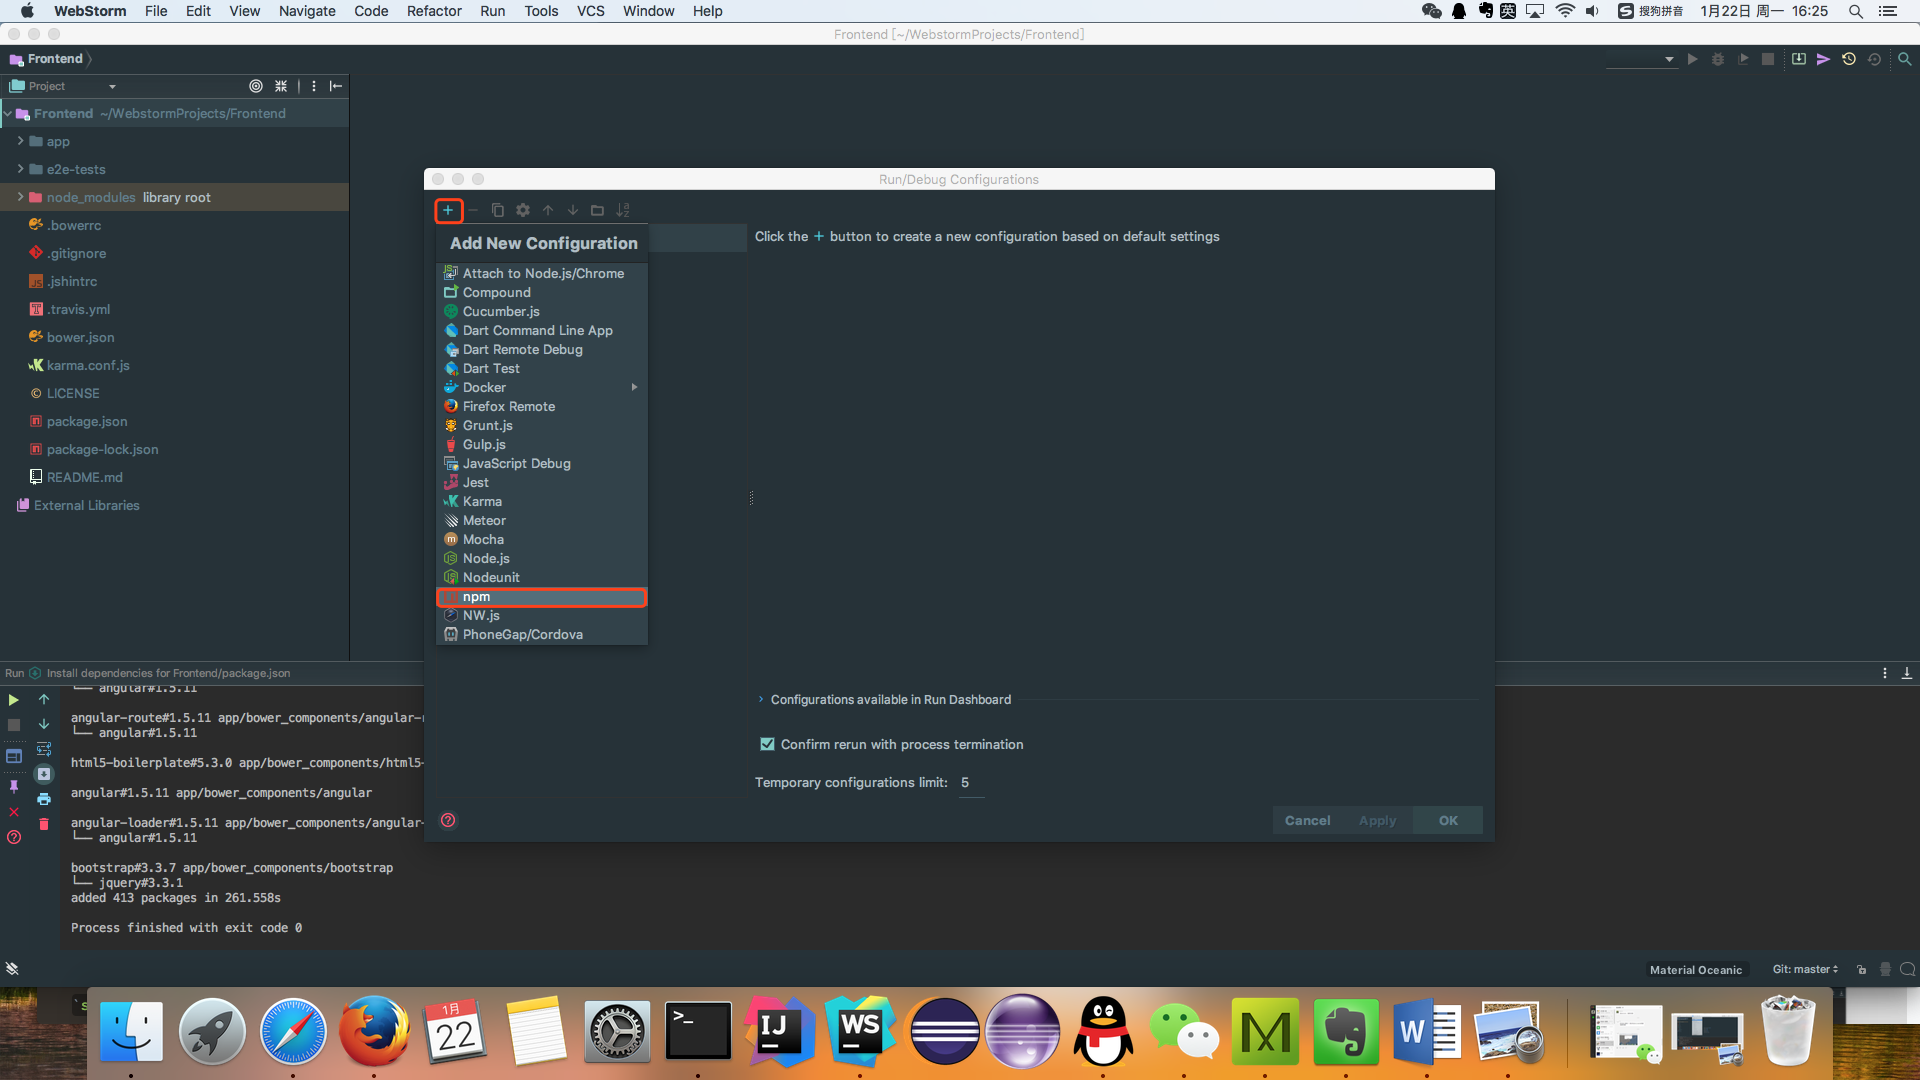 WebStorm File Edit View Navigate Code Refactor Run Tools VCS Window Help
英 搜狗拼音 1月22日 周一 16:25
Frontend [~/WebstormProjects/Frontend]
Frontend
Project
Frontend ~/WebstormProjects/Frontend
app
e2e-tests
node_modules library root
.bowerrc
.gitignore
.jshintrc
.travis.yml
bower.json
karma.conf.js
LICENSE
package.json
package-lock.json
README.md
External Libraries
Run/Debug Configurations
Add New Configuration
Attach to Node.js/Chrome
Compound
Cucumber.js
Dart Command Line App
Dart Remote Debug
Dart Test
Docker
Firefox Remote
Grunt.js
Gulp.js
JavaScript Debug
Jest
Karma
Meteor
Mocha
Node.js
Nodeunit
npm
NW.js
PhoneGap/Cordova
Click the + button to create a new configuration based on default settings
Configurations available in Run Dashboard
Confirm rerun with process termination
Temporary configurations limit: 5
Cancel Apply OK
Run Install dependencies for Frontend/package.json
└── angular#1.5.11
angular-route#1.5.11 app/bower_components/angular-
└── angular#1.5.11
html5-boilerplate#5.3.0 app/bower_components/html5-
angular#1.5.11 app/bower_components/angular
angular-loader#1.5.11 app/bower_components/angular-
└── angular#1.5.11
bootstrap#3.3.7 app/bower_components/bootstrap
└── jquery#3.3.1
added 413 packages in 261.558s
Process finished with exit code 0
Material Oceanic Git: master
1月
22
>_
IJ
WS
M
W